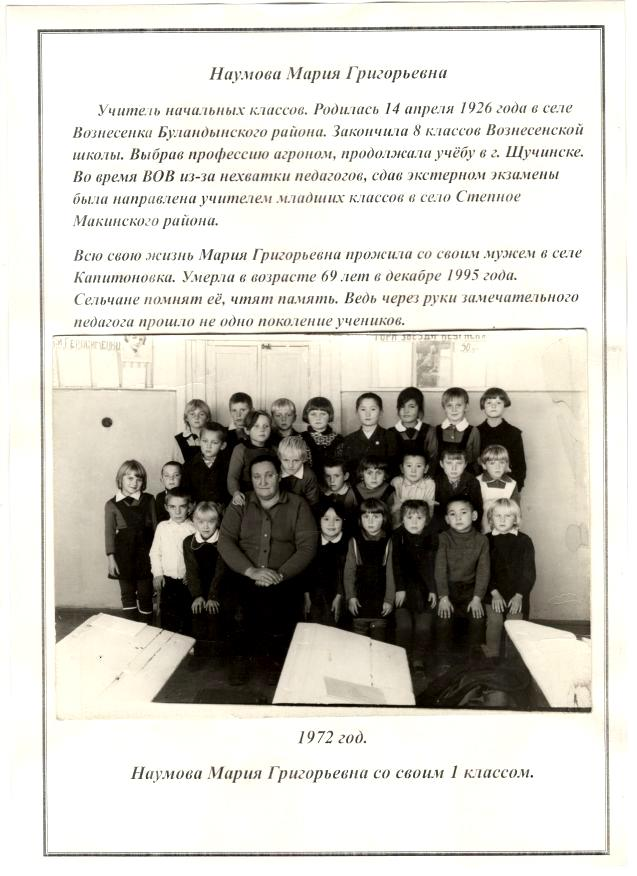 Наумова Мария Григорьевна
Учитель начальных классов. Родилась 14 апреля 1926 года в селе
Вознесенка Буландынского района. Закончила 8 классов Вознесенской
школы. Выбрав профессию агроном, продолжала учёбу в г. Щучинске.
Во время ВОВ из-за нехватки педагогов, сдав экстерном экзамены
была направлена учителем младших классов в село Степное
Макинского района.
Всю свою жизнь Мария Григорьевна прожила со своим мужем в селе
Капитоновка. Умерла в возрасте 69 лет в декабре 1995 года.
Сельчане помнят её, чтят память. Ведь через руки замечательного
педагога прошло не одно поколение учеников.
1972 год.
Наумова Мария Григорьевна со своим 1 классом.